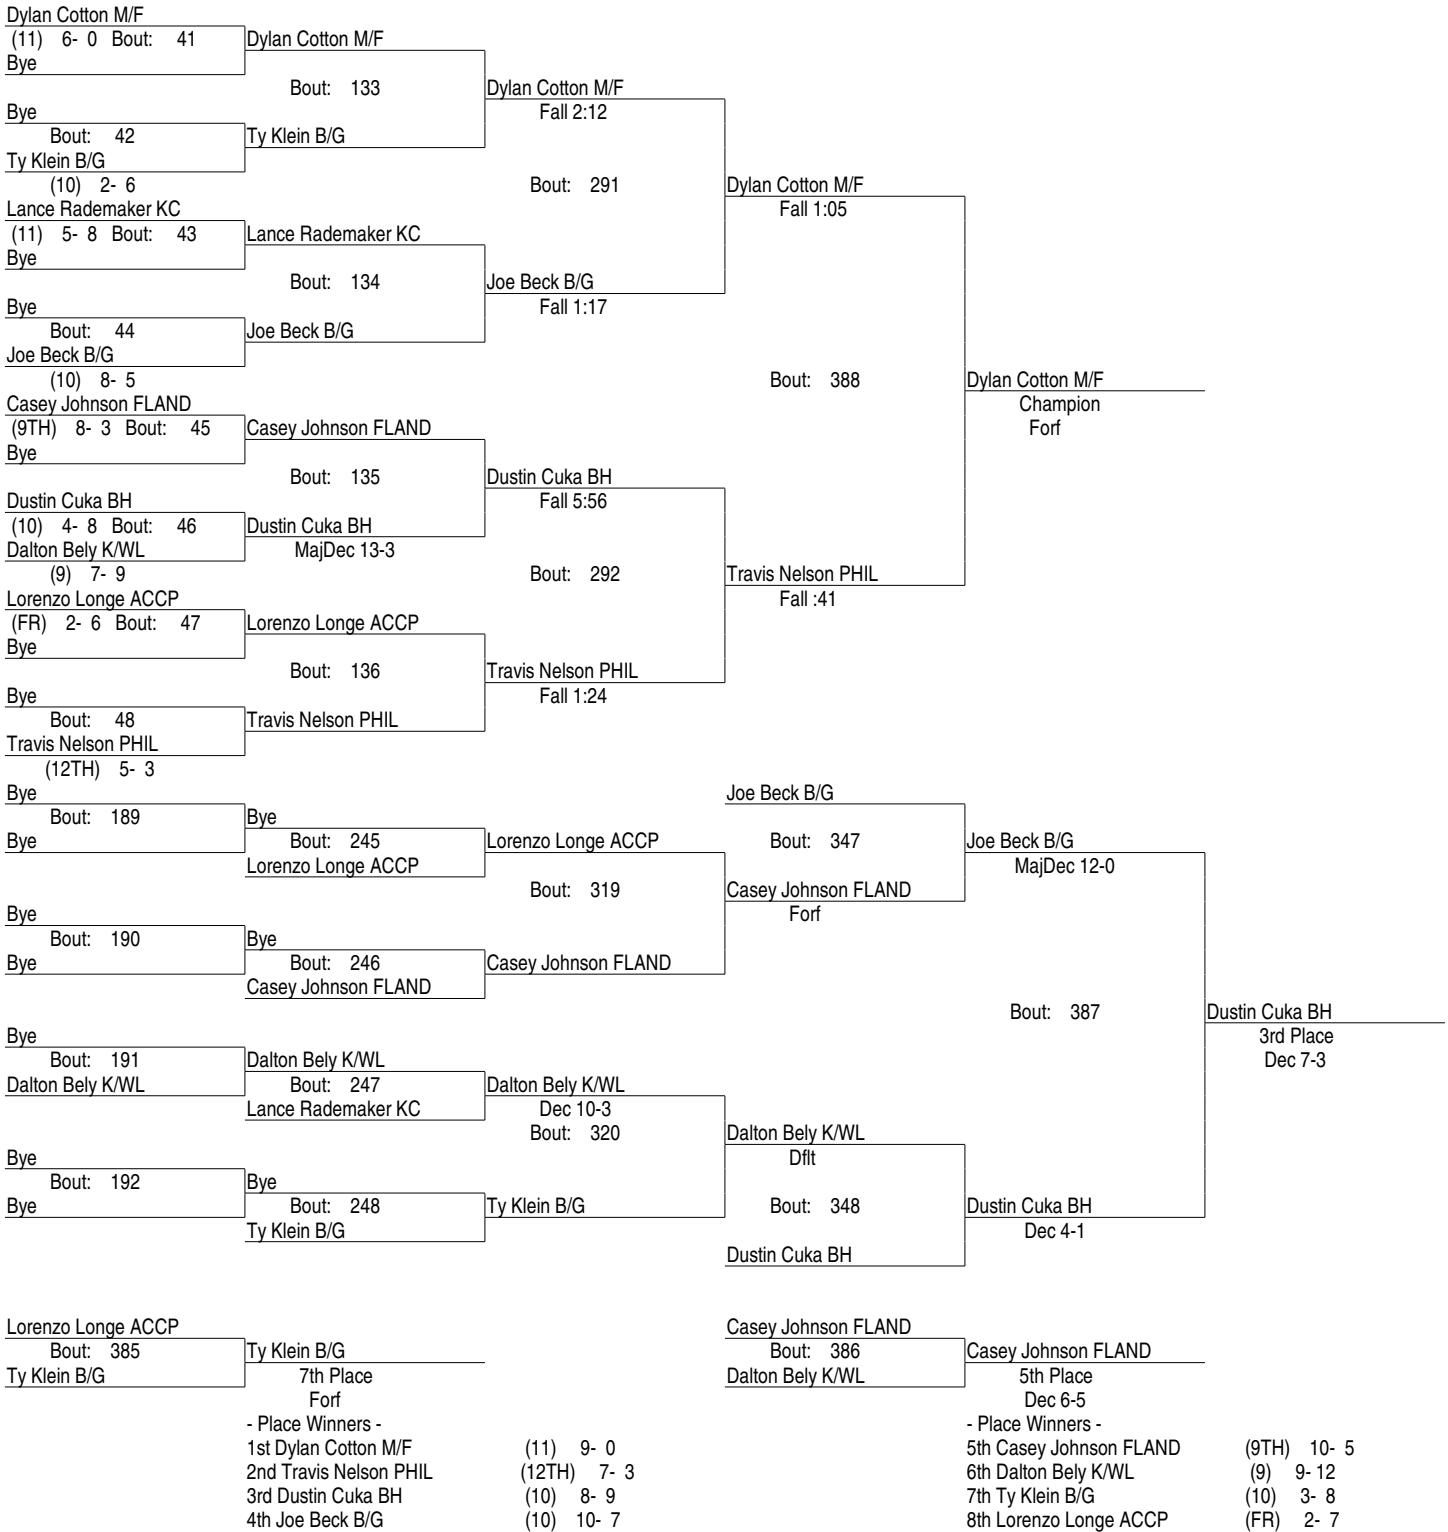 Dylan Cotton M/F
(11) 6- 0 Bout: 41 Dylan Cotton M/F
Bye
Bout: 133 Dylan Cotton M/F
Bye Fall 2:12
Bout: 42 Ty Klein B/G
Ty Klein B/G
(10) 2- 6 Bout: 291 Dylan Cotton M/F
Lance Rademaker KC Fall 1:05
(11) 5- 8 Bout: 43 Lance Rademaker KC
Bye
Bout: 134 Joe Beck B/G
Bye Fall 1:17
Bout: 44 Joe Beck B/G
Joe Beck B/G
(10) 8- 5 Bout: 388 Dylan Cotton M/F
Casey Johnson FLAND Champion
(9TH) 8- 3 Bout: 45 Casey Johnson FLAND Forf
Bye
Bout: 135 Dustin Cuka BH
Dustin Cuka BH Fall 5:56
(10) 4- 8 Bout: 46 Dustin Cuka BH
Dalton Bely K/WL MajDec 13-3
(9) 7- 9 Bout: 292 Travis Nelson PHIL
Lorenzo Longe ACCP Fall :41
(FR) 2- 6 Bout: 47 Lorenzo Longe ACCP
Bye
Bout: 136 Travis Nelson PHIL
Bye Fall 1:24
Bout: 48 Travis Nelson PHIL
Travis Nelson PHIL
(12TH) 5- 3
Bye Joe Beck B/G
Bout: 189 Bye
Bye Bout: 245 Lorenzo Longe ACCP Bout: 347 Joe Beck B/G
Lorenzo Longe ACCP MajDec 12-0
Bout: 319 Casey Johnson FLAND
Bye Forf
Bout: 190 Bye
Bye Bout: 246 Casey Johnson FLAND
Casey Johnson FLAND
Bout: 387 Dustin Cuka BH
Bye 3rd Place
Bout: 191 Dalton Bely K/WL Dec 7-3
Dalton Bely K/WL Bout: 247 Dalton Bely K/WL
Lance Rademaker KC Dec 10-3
Bout: 320 Dalton Bely K/WL
Bye Dflt
Bout: 192 Bye
Bye Bout: 248 Ty Klein B/G Bout: 348 Dustin Cuka BH
Ty Klein B/G Dec 4-1
Dustin Cuka BH
Lorenzo Longe ACCP Casey Johnson FLAND
Bout: 385 Ty Klein B/G Bout: 386 Casey Johnson FLAND
Ty Klein B/G 7th Place Dalton Bely K/WL 5th Place
Forf Dec 6-5
- Place Winners - - Place Winners -
1st Dylan Cotton M/F (11) 9- 0 5th Casey Johnson FLAND (9TH) 10- 5
2nd Travis Nelson PHIL (12TH) 7- 3 6th Dalton Bely K/WL (9) 9- 12
3rd Dustin Cuka BH (10) 8- 9 7th Ty Klein B/G (10) 3- 8
4th Joe Beck B/G (10) 10- 7 8th Lorenzo Longe ACCP (FR) 2- 7